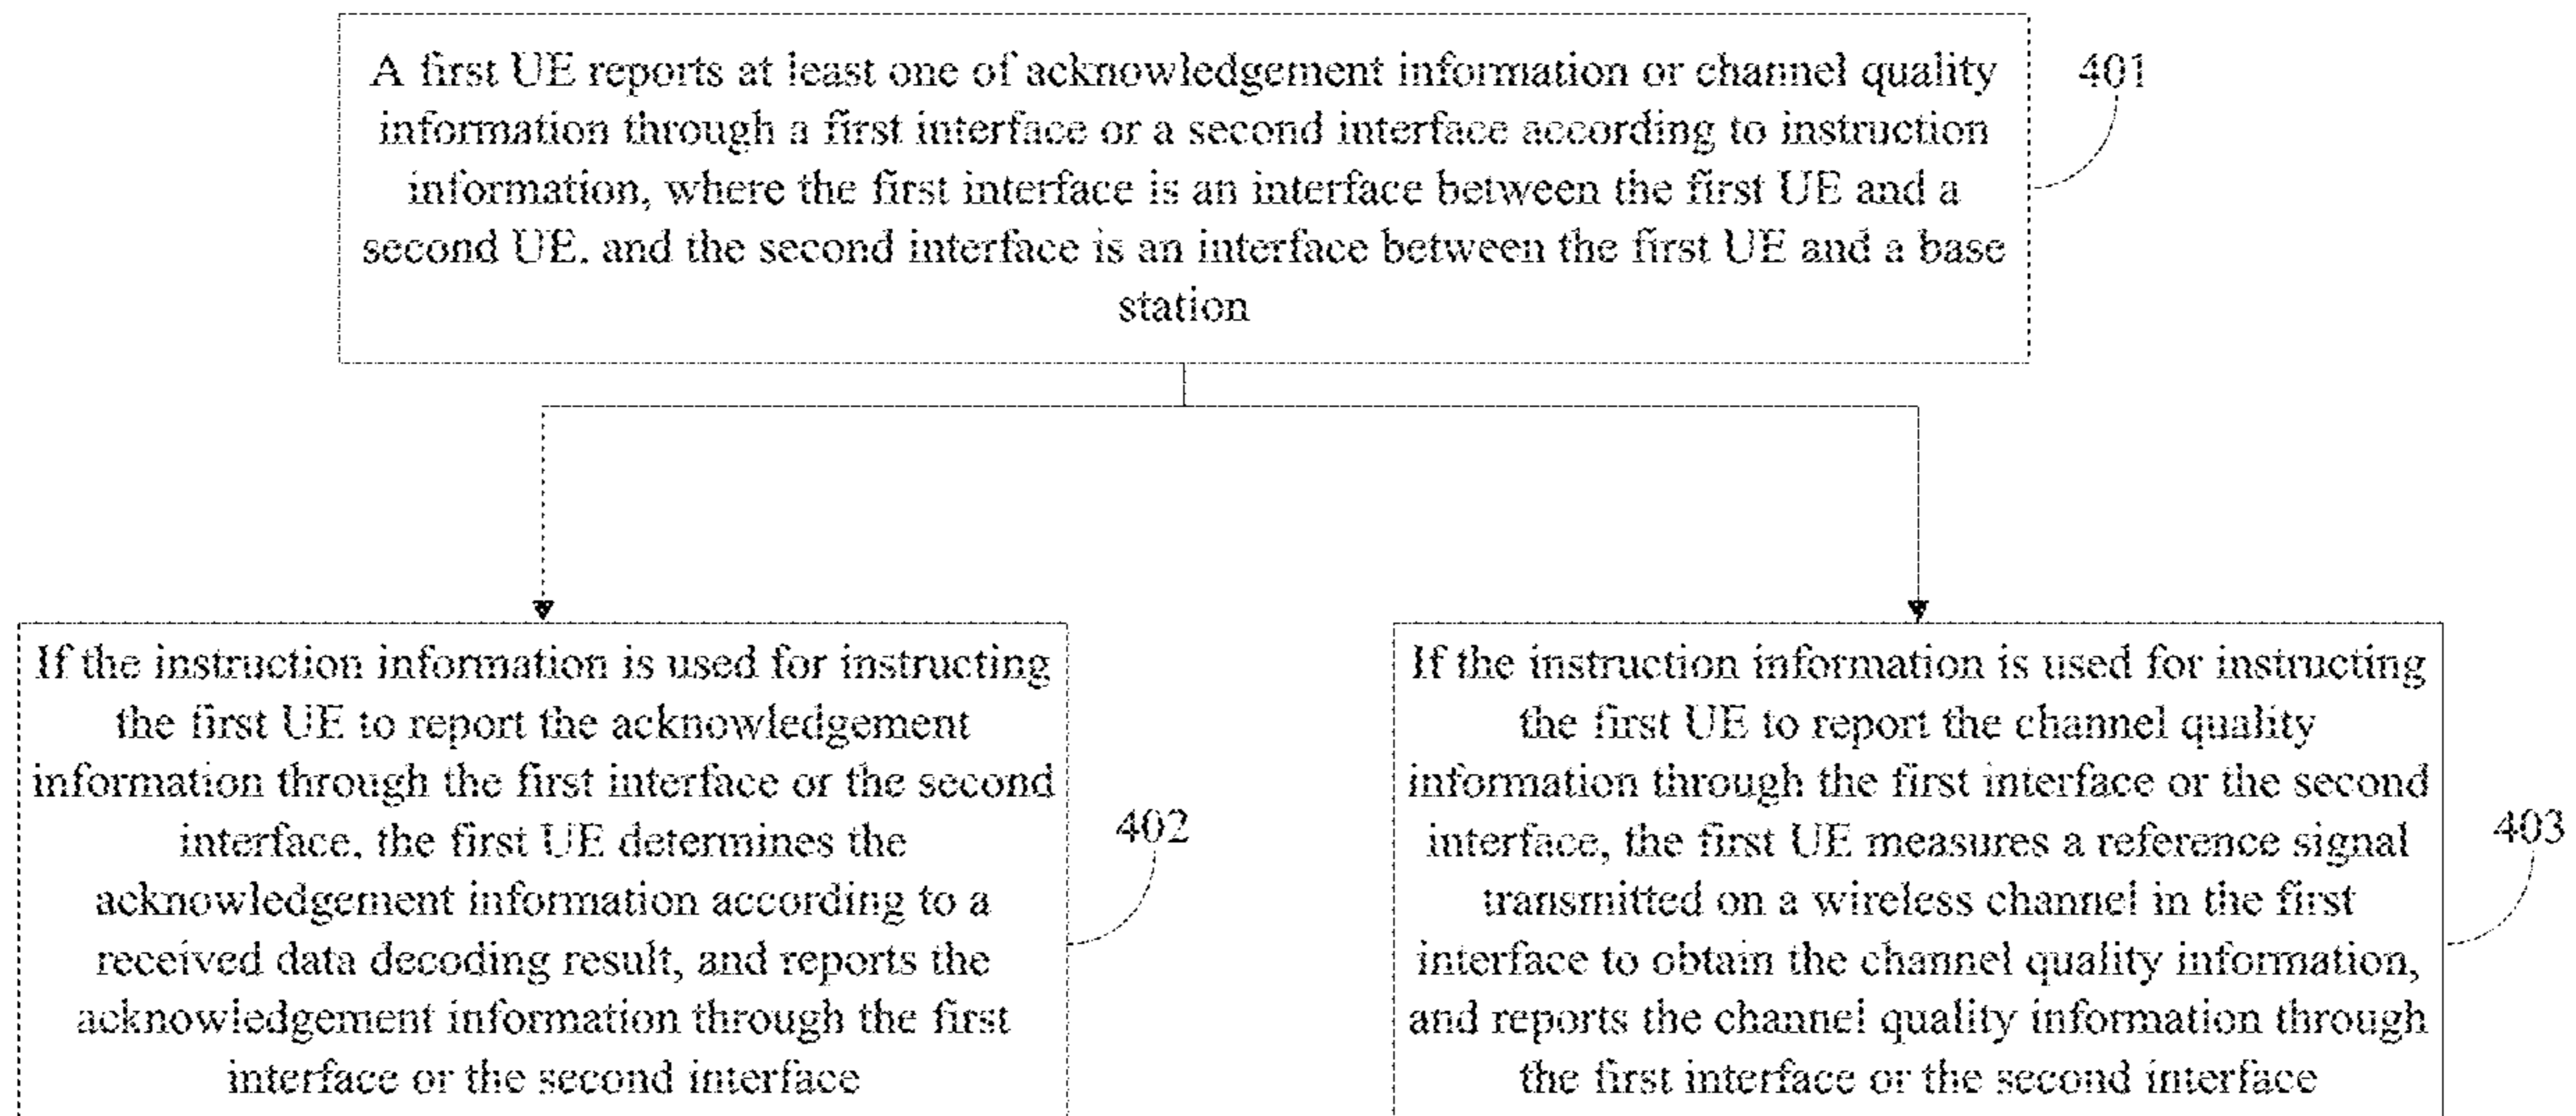 A first UE reports at least one of acknowledgement information or channel quality
information through a first interface or a second interface according to instruction
information, where the first interface is an interface between the first UE and a
second UE. and the second interface is an interface between the first UE and a base
station
401
If the instruction information is used for instructing
the first UE to report the acknowledgement
information through the first interface or the second
interface, the first UE determines the
acknowledgement information according to a
received data decoding result, and reports the
acknowledgement information through the first
interface or the second interface
402
If the instruction information is used for instructing
the first UE to report the channel quality
information through the first interface or the second
interface, the first UE measures a reference signal
transmitted on a wireless channel in the first
interface to obtain the channel quality information,
and reports the channel quality information through
the first interface or the second interface
403